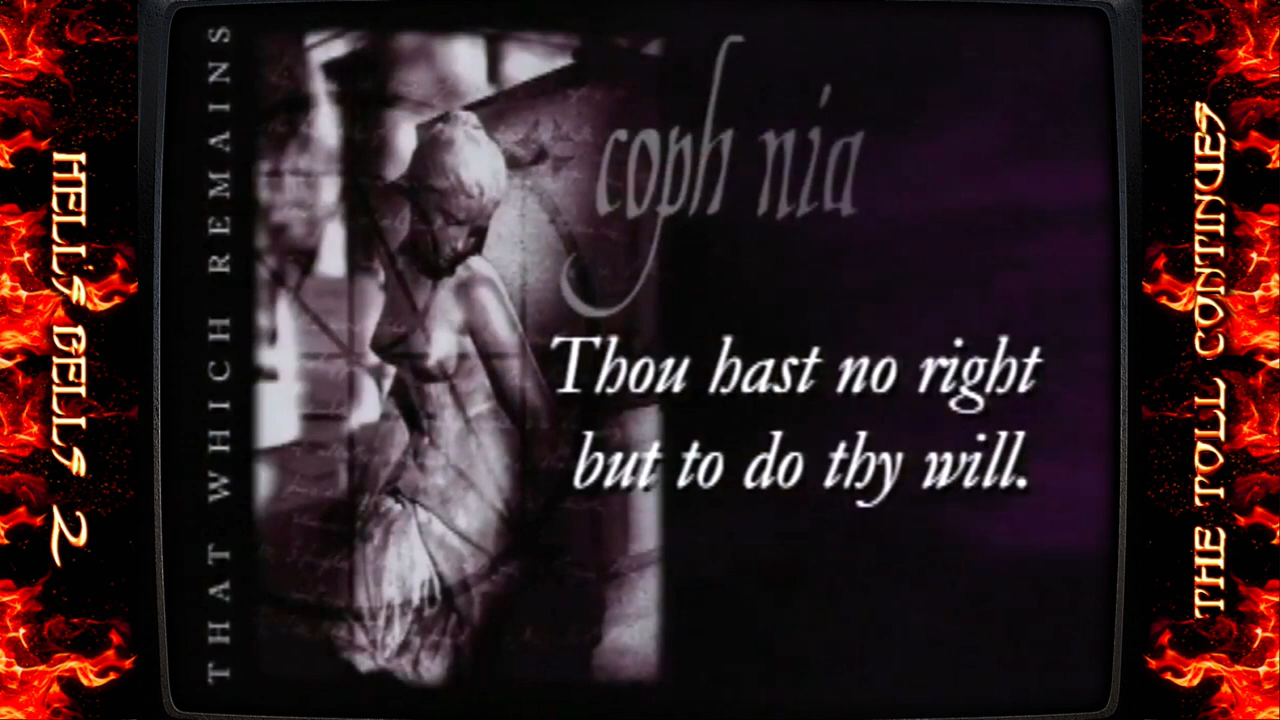 HELL'S BELLS 2
THAT WHICH REMAINS
coph nia
Thou hast no right
but to do thy will.
THE TOLL CONTINUES